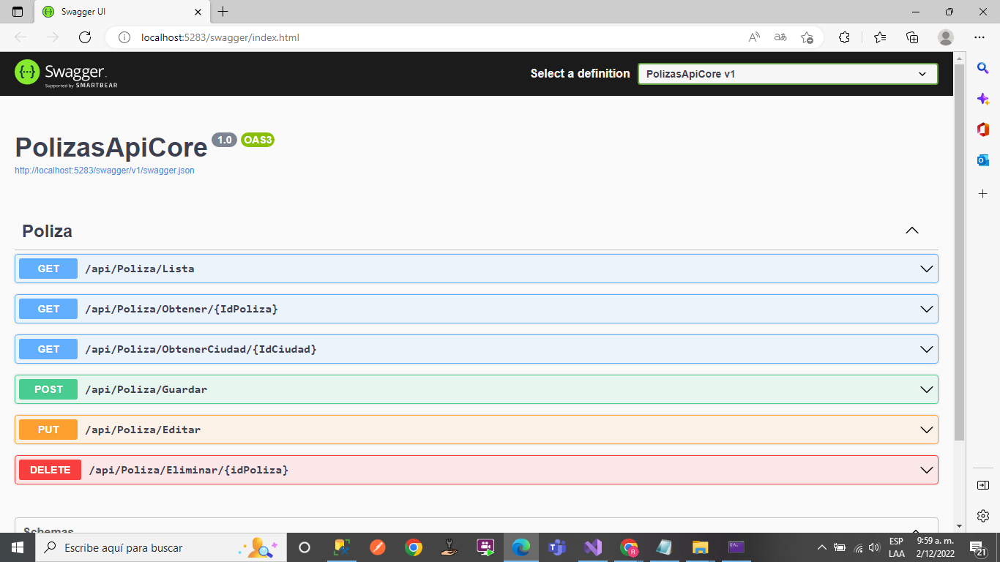 Swagger UI
localhost:5283/swagger/index.html
Swagger
Supported by SMARTBEAR
Select a definition
PolizasApiCore v1
PolizasApiCore 1.0 OAS3
http://localhost:5283/swagger/v1/swagger.json
Poliza
GET /api/Poliza/Lista
GET /api/Poliza/Obtener/{IdPoliza}
GET /api/Poliza/ObtenerCiudad/{IdCiudad}
POST /api/Poliza/Guardar
PUT /api/Poliza/Editar
DELETE /api/Poliza/Eliminar/{idPoliza}
Schemas
Escribe aquí para buscar
ESP
LAA
9:59 a. m.
2/12/2022
21